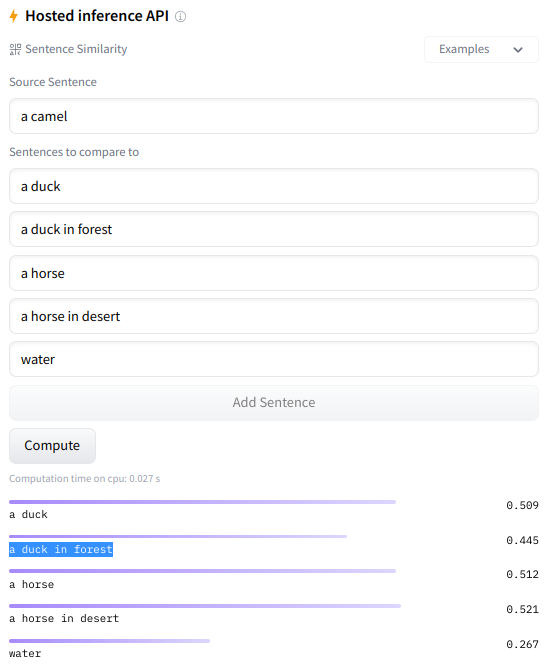 Hosted inference API
Sentence Similarity
Examples
Source Sentence
a camel
Sentences to compare to
a duck
a duck in forest
a horse
a horse in desert
water
Add Sentence
Compute
Computation time on cpu: 0.027 s
0.509
a duck
0.445
a duck in forest
0.512
a horse
0.521
a horse in desert
0.267
water